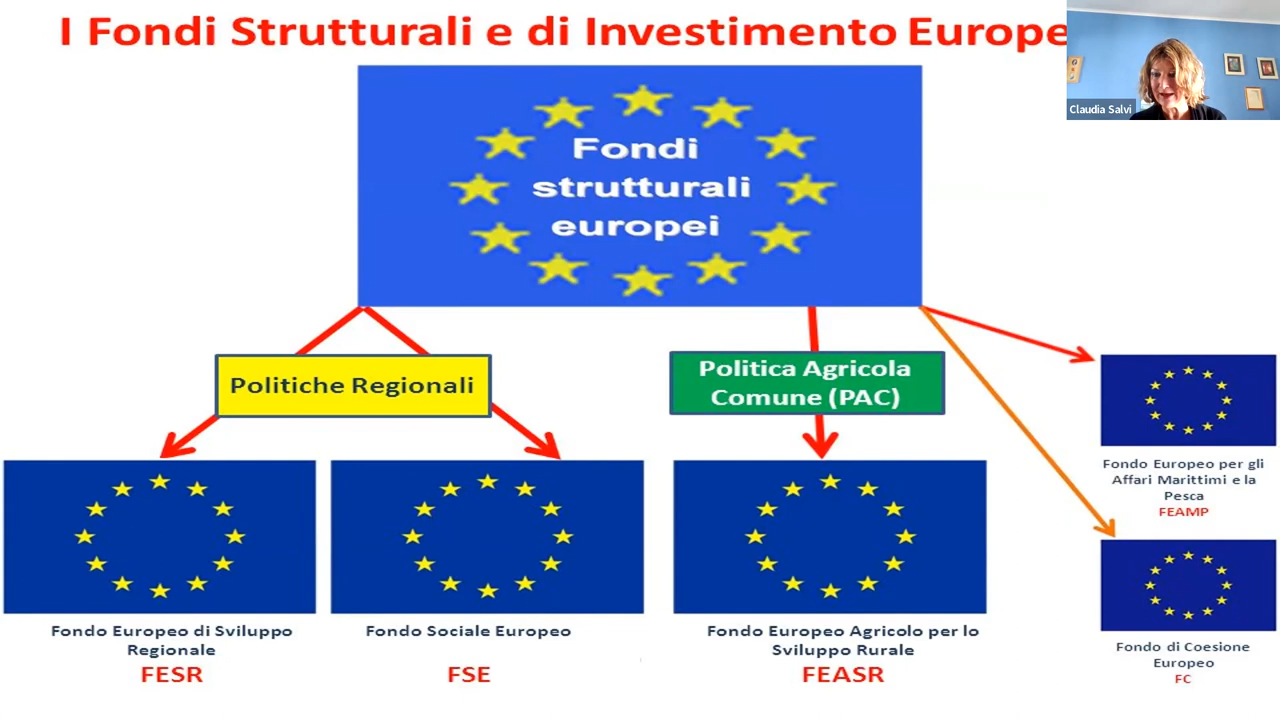 I Fondi Strutturali e di Investimento Europe
Claudia Salvi
Fondi
strutturali
europei
Politiche Regionali
Politica Agricola
Comune (PAC)
Fondo Europeo per gli
Affari Marittimi e la
Pesca
FEAMP
Fondo Europeo di Sviluppo
Regionale
FESR
Fondo Sociale Europeo
FSE
Fondo Europeo Agricolo per lo
Sviluppo Rurale
FEASR
Fondo di Coesione
Europeo
FC